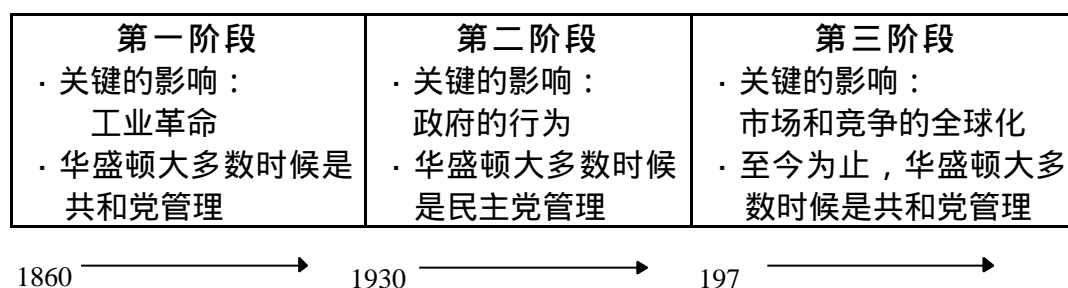 第一阶段
· 关键的影响：
工业革命
· 华盛顿大多数时候是
共和党管理
第二阶段
· 关键的影响：
政府的行为
· 华盛顿大多数时候
是民主党管理
第三阶段
· 关键的影响：
市场和竞争的全球化
· 至今为止，华盛顿大多
数时候是共和党管理
1860
1930
197